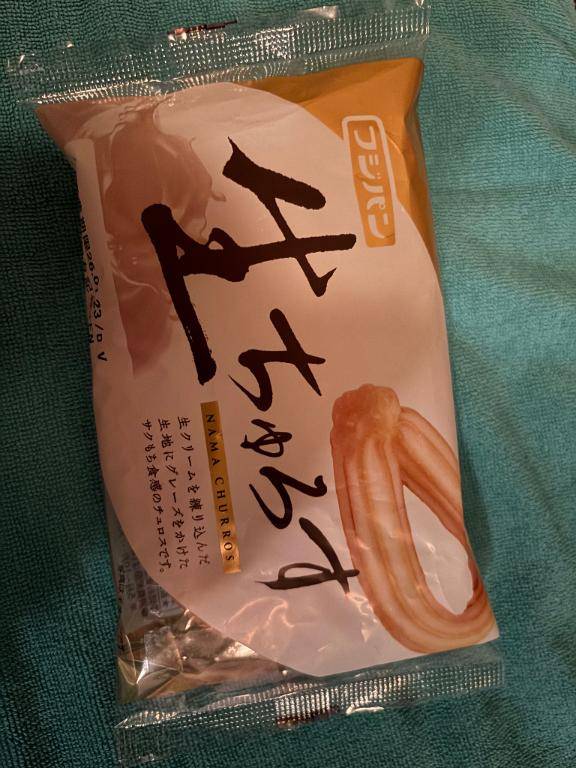 フジパン
生ちゅろす
NAMA CHURROS
生クリームを練り込んだ
生地にグレーズをかけた
サクもち食感のチュロスです。